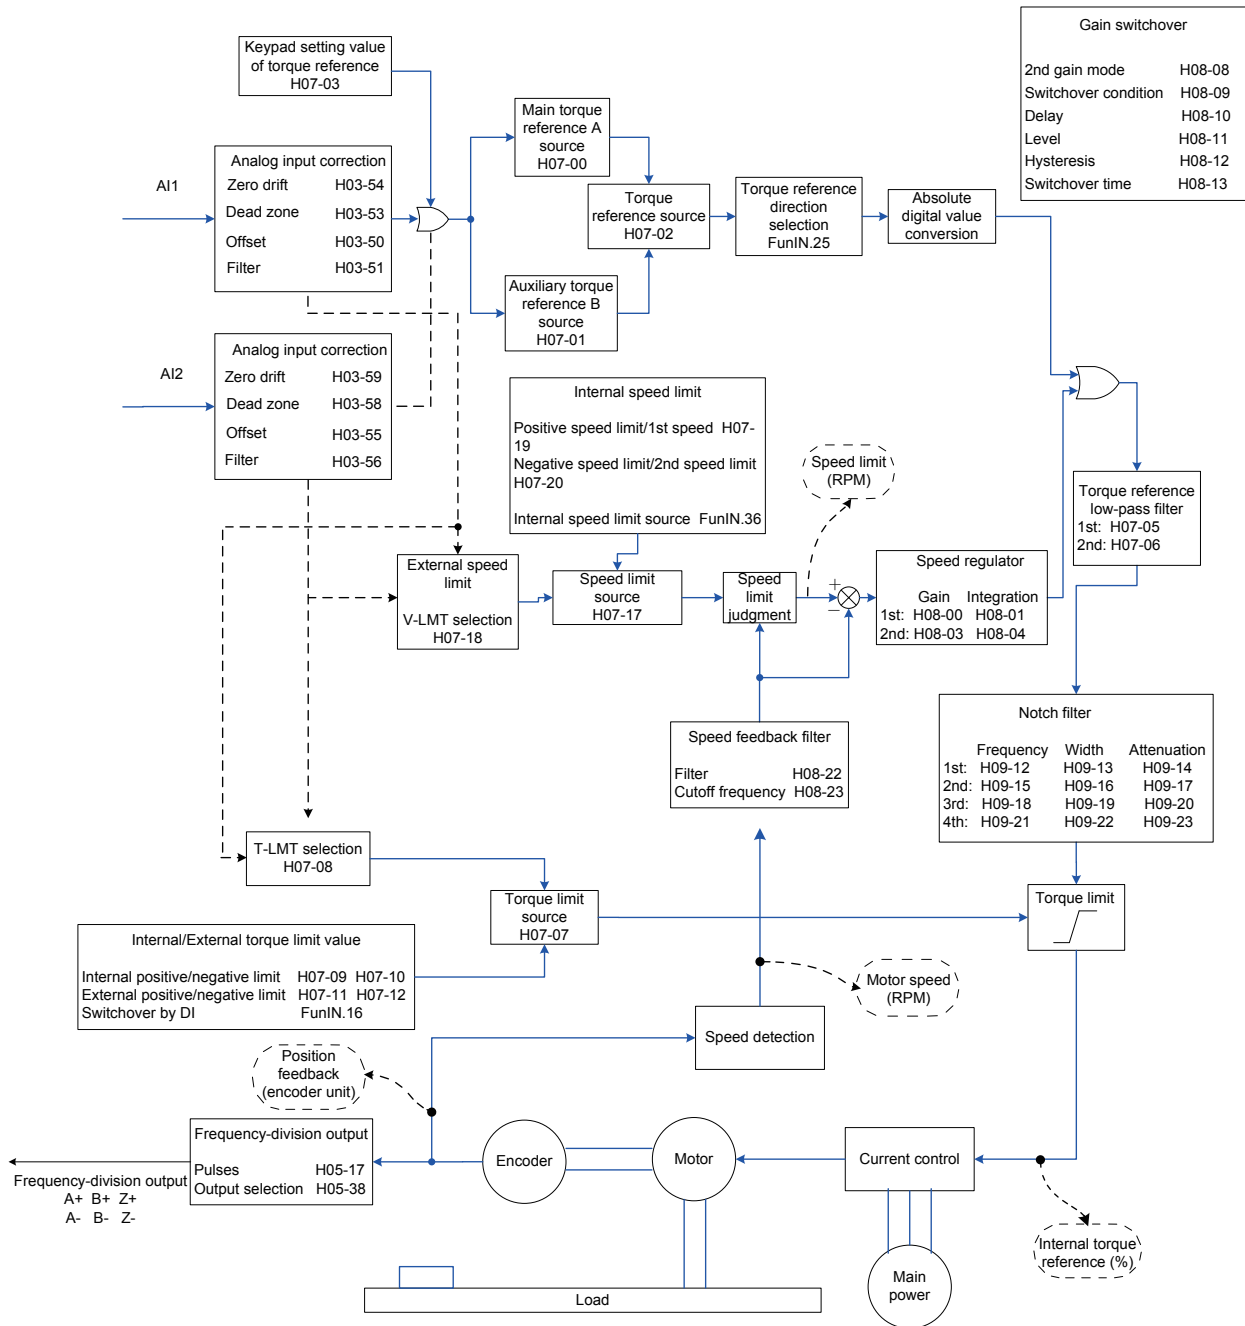 Gain switchover
2nd gain mode H08-08
Switchover condition H08-09
Delay H08-10
Level H08-11
Hysteresis H08-12
Switchover time H08-13
Keypad setting value
of torque reference
H07-03
Main torque
reference A
source
H07-00
AI1
Analog input correction
Zero drift H03-54
Dead zone H03-53
Offset H03-50
Filter H03-51
Torque
reference source
H07-02
Torque reference
direction
selection
FunIN.25
Absolute
digital value
conversion
Auxiliary torque
reference B
source
H07-01
AI2
Analog input correction
Zero drift H03-59
Dead zone H03-58
Offset H03-55
Filter H03-56
Internal speed limit
Positive speed limit/1st speed H07-
19
Negative speed limit/2nd speed limit
H07-20
Internal speed limit source FunIN.36
Speed limit
(RPM)
Torque reference
low-pass filter
1st: H07-05
2nd: H07-06
External speed
limit
V-LMT selection
H07-18
Speed limit
source
H07-17
Speed
limit
judgment
+
−
Speed regulator
Gain Integration
1st: H08-00 H08-01
2nd: H08-03 H08-04
Speed feedback filter
Filter H08-22
Cutoff frequency H08-23
Notch filter
Frequency Width Attenuation
1st: H09-12 H09-13 H09-14
2nd: H09-15 H09-16 H09-17
3rd: H09-18 H09-19 H09-20
4th: H09-21 H09-22 H09-23
T-LMT selection
H07-08
Torque limit
source
H07-07
Torque limit
Internal/External torque limit value
Internal positive/negative limit H07-09 H07-10
External positive/negative limit H07-11 H07-12
Switchover by DI FunIN.16
Motor speed
(RPM)
Speed detection
Position
feedback
(encoder unit)
Frequency-division output
Pulses H05-17
Output selection H05-38
Encoder
Motor
Current control
Frequency-division output
A+ B+ Z+
A- B- Z-
Internal torque
reference (%)
Main
power
Load